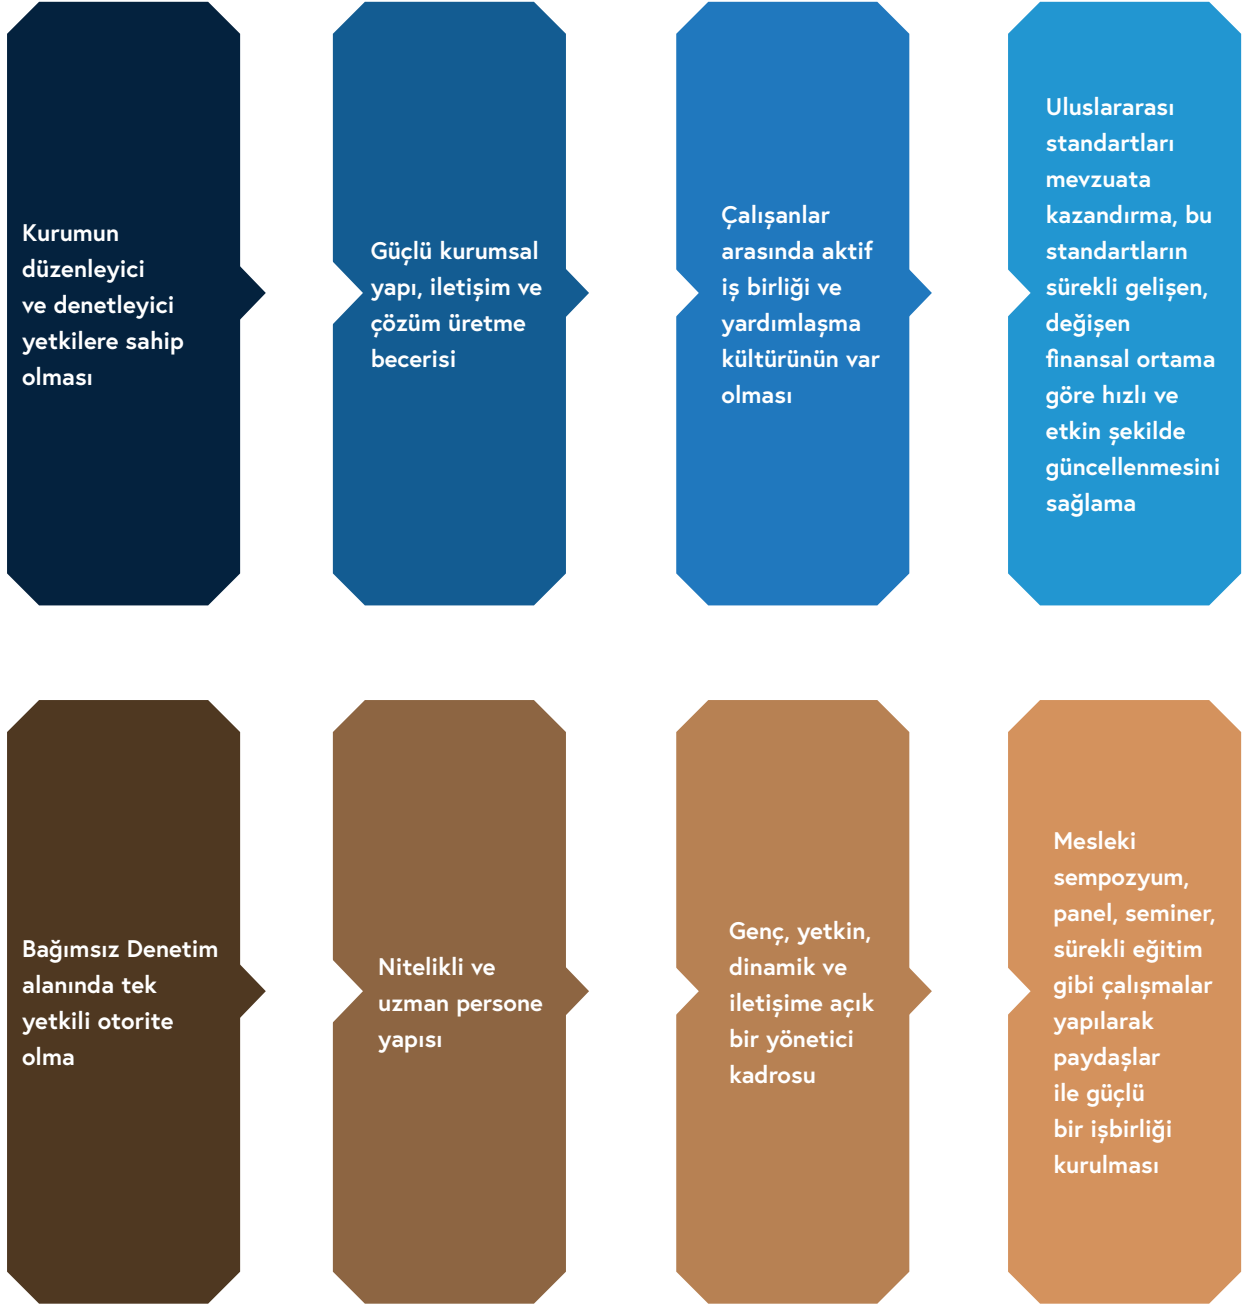 Kurumun
düzenleyici
ve denetleyici
yetkilere sahip
olması
Güçlü kurumsal
yapı, iletişim ve
çözüm üretme
becerisi
Çalışanlar
arasında aktif
iş birliği ve
yardımlaşma
kültürünün var
olması
Uluslararası
standartları
mevzuata
kazandırma, bu
standartların
sürekli gelişen,
değişen
finansal ortama
göre hızlı ve
etkin şekilde
güncellenmesini
sağlama
Bağımsız Denetim
alanında tek
yetkili otorite
olma
Nitelikli ve
uzman persone
yapısı
Genç, yetkin,
dinamik ve
iletişime açık
bir yönetici
kadrosu
Mesleki
sempozyum,
panel, seminer,
sürekli eğitim
gibi çalışmalar
yapılarak
paydaşlar
ile güçlü
bir işbirliği
kurulması